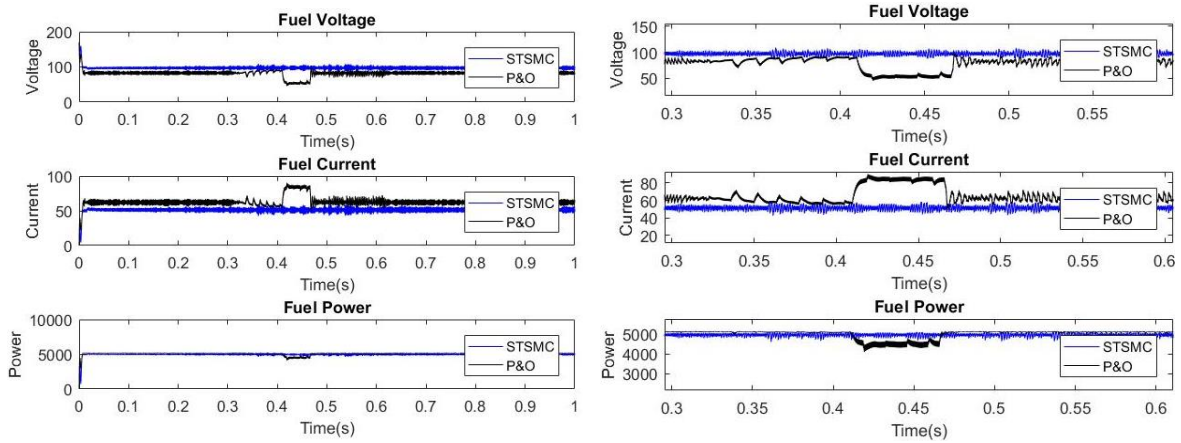 Fuel Voltage
200
100
0
Voltage
STSMC
P&O
0 0.1 0.2 0.3 0.4 0.5 0.6 0.7 0.8 0.9 1
Time(s)
Fuel Current
100
50
0
Current
STSMC
P&O
0 0.1 0.2 0.3 0.4 0.5 0.6 0.7 0.8 0.9 1
Time(s)
Fuel Power
10000
5000
0
Power
STSMC
P&O
0 0.1 0.2 0.3 0.4 0.5 0.6 0.7 0.8 0.9 1
Time(s)
Fuel Voltage
150
100
50
Voltage
STSMC
P&O
0.3 0.35 0.4 0.45 0.5 0.55
Time(s)
Fuel Current
80
60
40
20
Current
STSMC
P&O
0.3 0.35 0.4 0.45 0.5 0.55 0.6
Time(s)
Fuel Power
5000
4000
3000
Power
STSMC
P&O
0.3 0.35 0.4 0.45 0.5 0.55 0.6
Time(s)